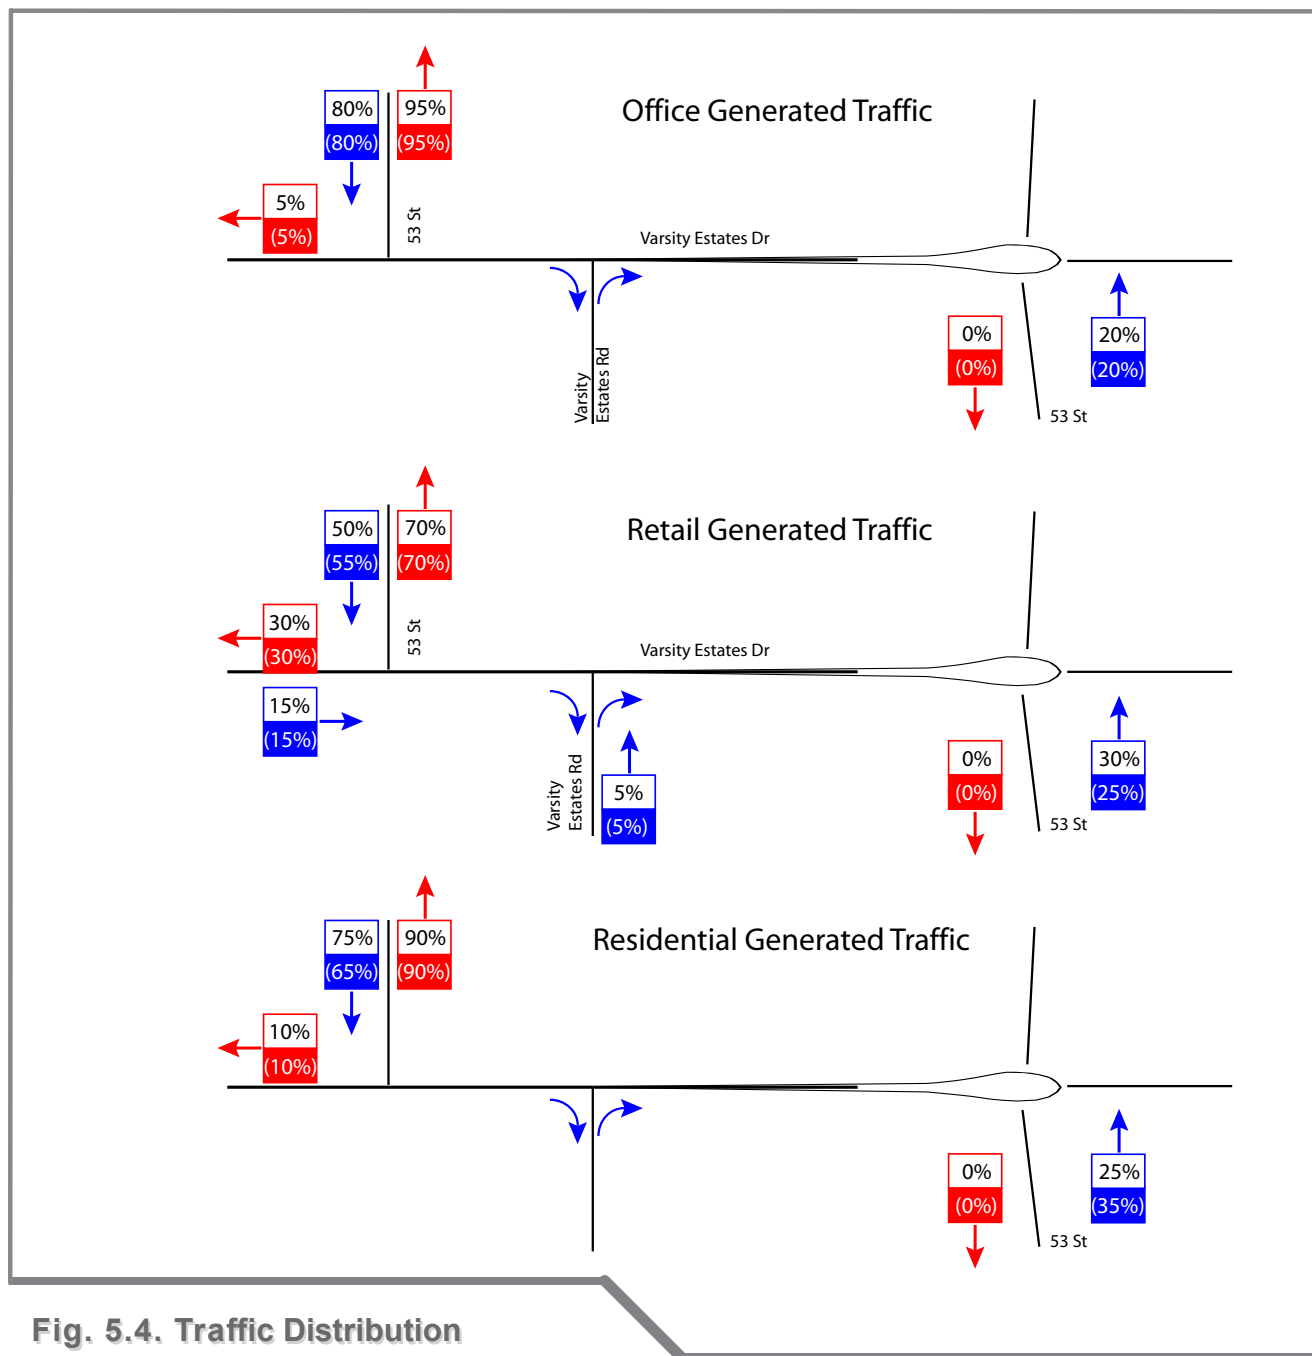 Office Generated Traffic
80%
(80%)
95%
(95%)
5%
(5%)
53 St
Varsity Estates Dr
Varsity
Estates Rd
0%
(0%)
20%
(20%)
53 St
Retail Generated Traffic
50%
(55%)
70%
(70%)
30%
(30%)
53 St
Varsity Estates Dr
15%
(15%)
Varsity
Estates Rd
5%
(5%)
0%
(0%)
30%
(25%)
53 St
Residential Generated Traffic
75%
(65%)
90%
(90%)
10%
(10%)
0%
(0%)
25%
(35%)
53 St
Fig. 5.4. Traffic Distribution